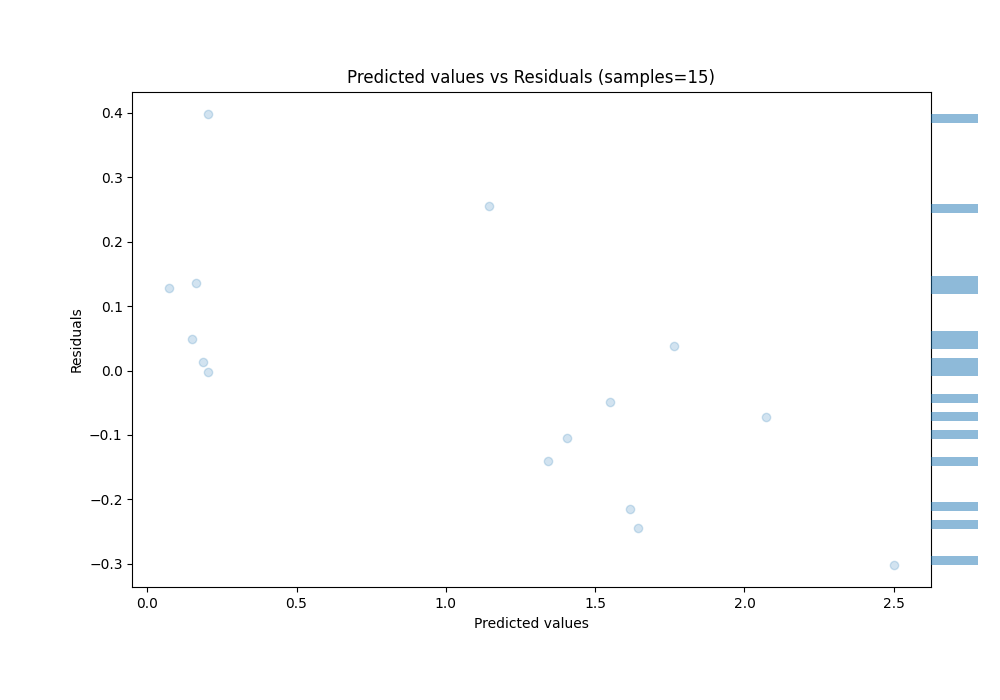 Predicted values vs Residuals (samples=15)
0.4
0.3
0.2
0.1
0.0
−0.1
−0.2
−0.3
Residuals
0.0 0.5 1.0 1.5 2.0 2.5
Predicted values